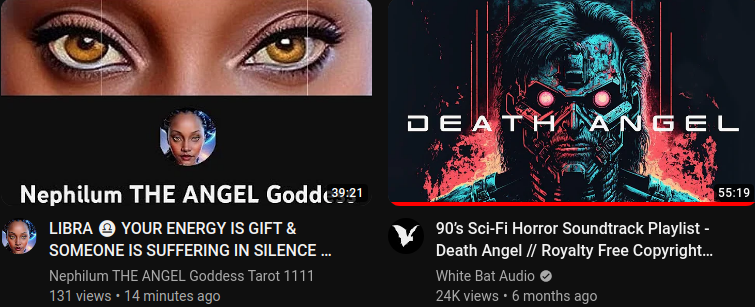 Nephilum THE ANGEL Godde
39:21
LIBRA ♎ YOUR ENERGY IS GIFT &
SOMEONE IS SUFFERING IN SILENCE ...
Nephilum THE ANGEL Goddess Tarot 1111
131 views • 14 minutes ago
DEATH ANGEL
55:19
90's Sci-Fi Horror Soundtrack Playlist -
Death Angel // Royalty Free Copyright...
White Bat Audio
24K views • 6 months ago